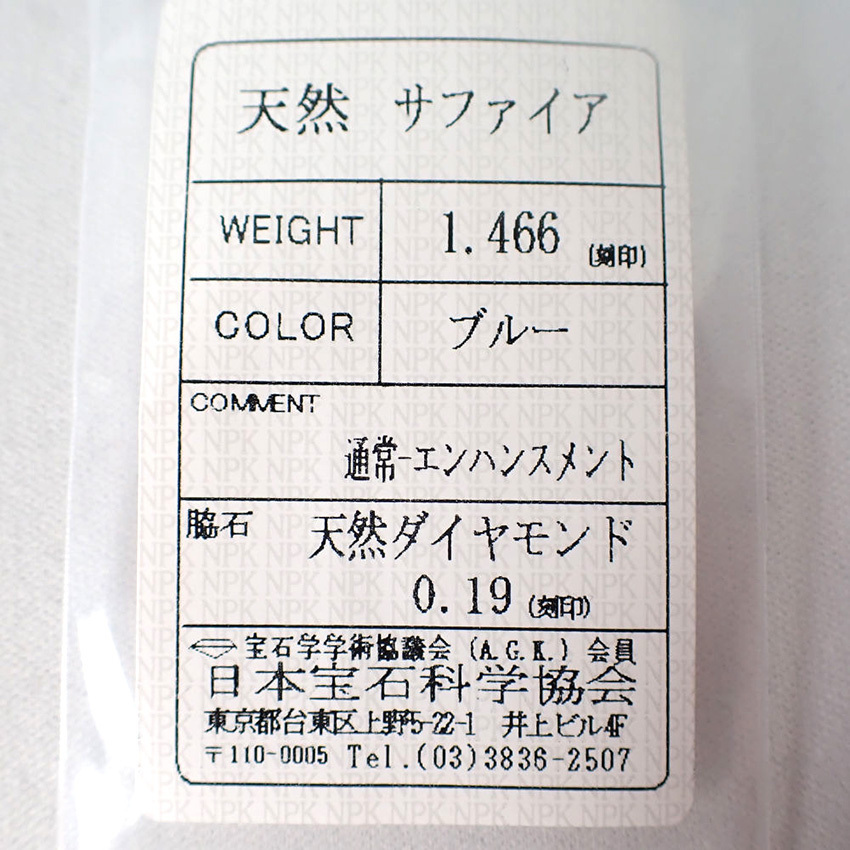 天然 サファイア
WEIGHT 1.466 (刻印)
COLOR ブルー
COMMENT
通常-エンハンスメント
脇石 天然ダイヤモンド
0.19 (刻印)
宝石学学術協議会 (A.G.K.) 会員
日本宝石科学協会
東京都台東区上野5-22-1 井上ビル4F
〒110-0005 Tel.(03)3836-2507